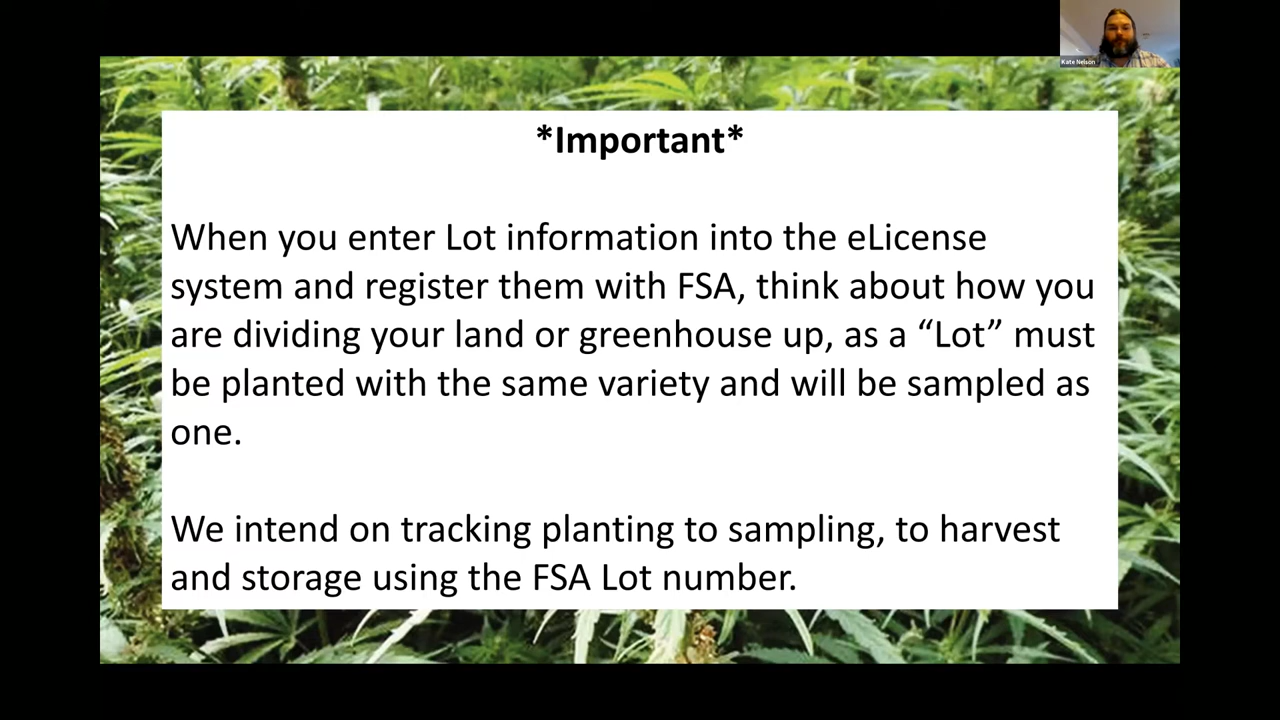 Kate Nelson
*Important*
When you enter Lot information into the eLicense
system and register them with FSA, think about how you
are dividing your land or greenhouse up, as a “Lot” must
be planted with the same variety and will be sampled as
one.
We intend on tracking planting to sampling, to harvest
and storage using the FSA Lot number.